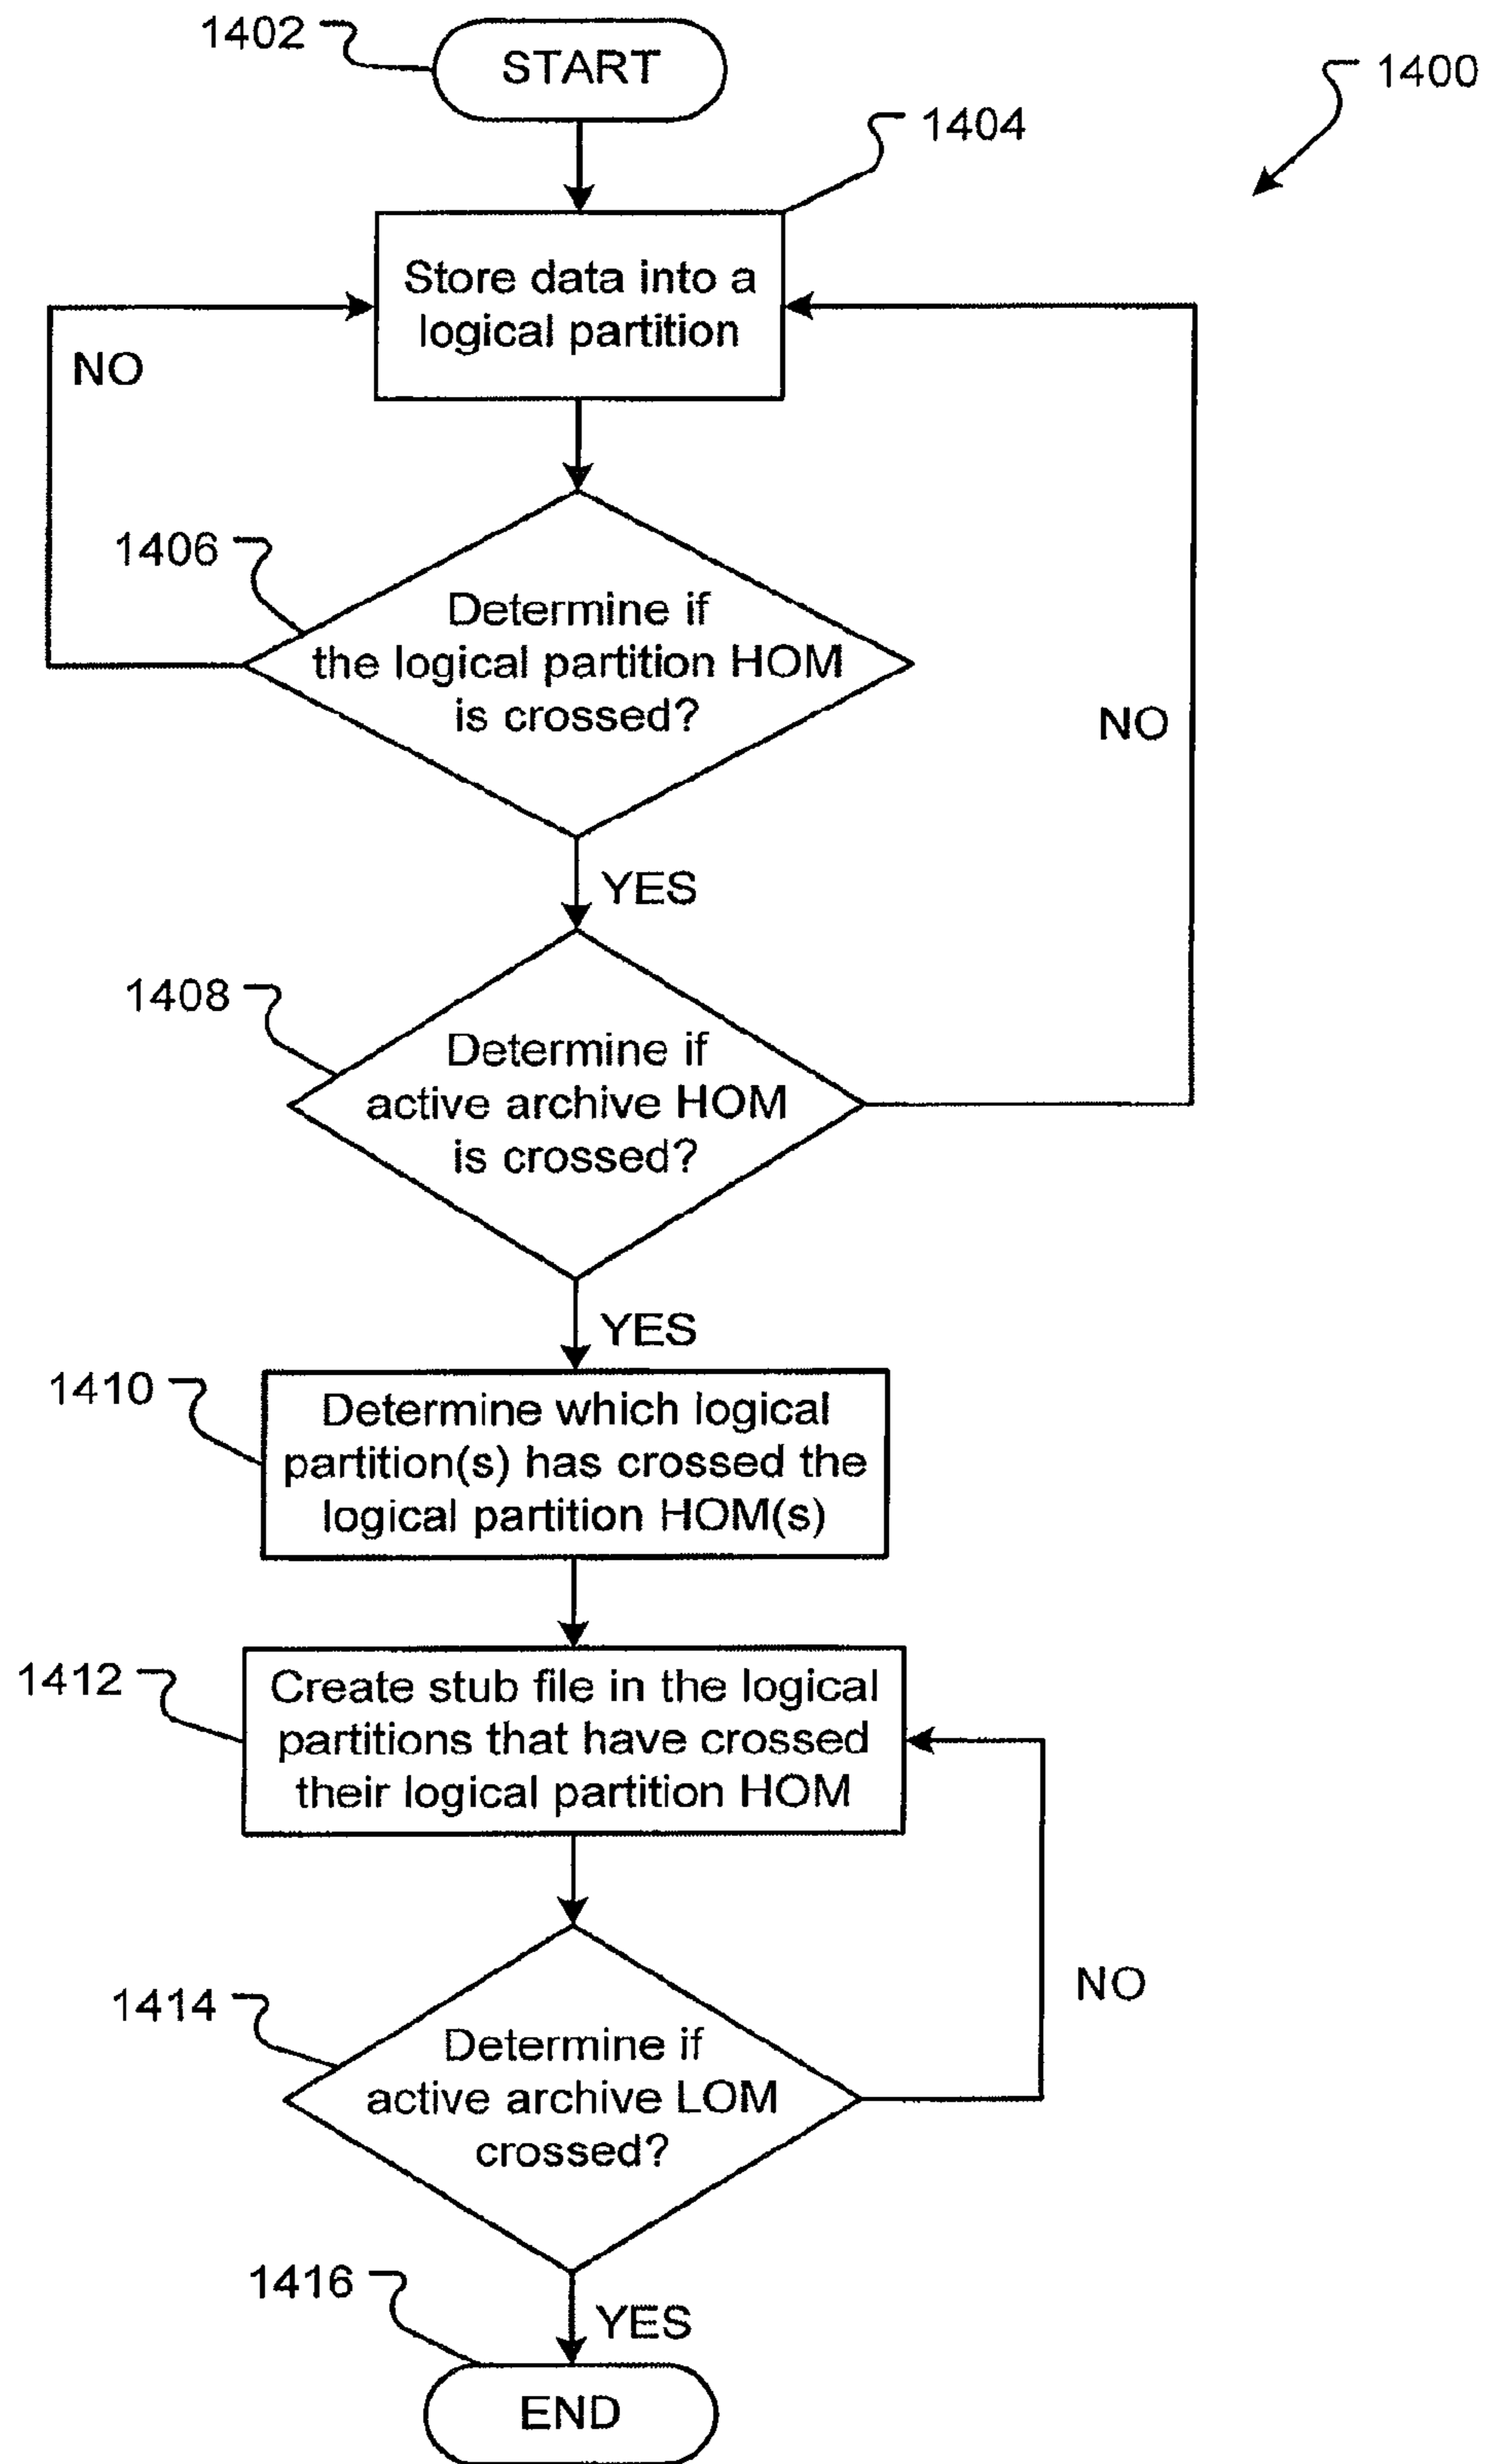 1402
START
1400
1404
Store data into a
logical partition
NO
1406
Determine if
the logical partition HOM
is crossed?
NO
YES
1408
Determine if
active archive HOM
is crossed?
YES
1410
Determine which logical
partition(s) has crossed the
logical partition HOM(s)
1412
Create stub file in the logical
partitions that have crossed
their logical partition HOM
NO
1414
Determine if
active archive LOM
crossed?
1416
YES
END